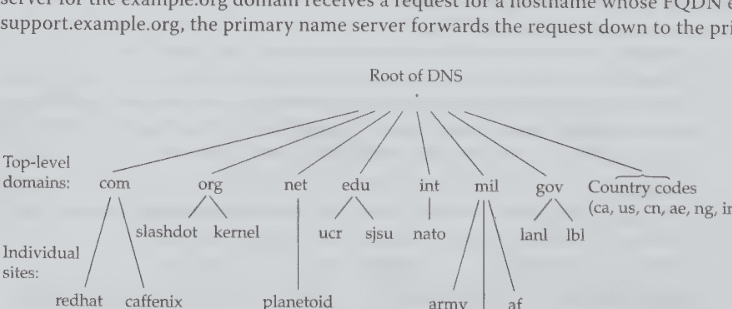 server for the example.org domain receives a request for a hostname whose FQDN
support.example.org, the primary name server forwards the request down to the
Root of DNS
.
Top-level
domains: com org net edu int mil gov Country codes
(ca, us, cn, ae, ng,
slashdot kernel ucr sjsu nato lanl lbl
Individual
sites:
redhat caffenix planetoid army af